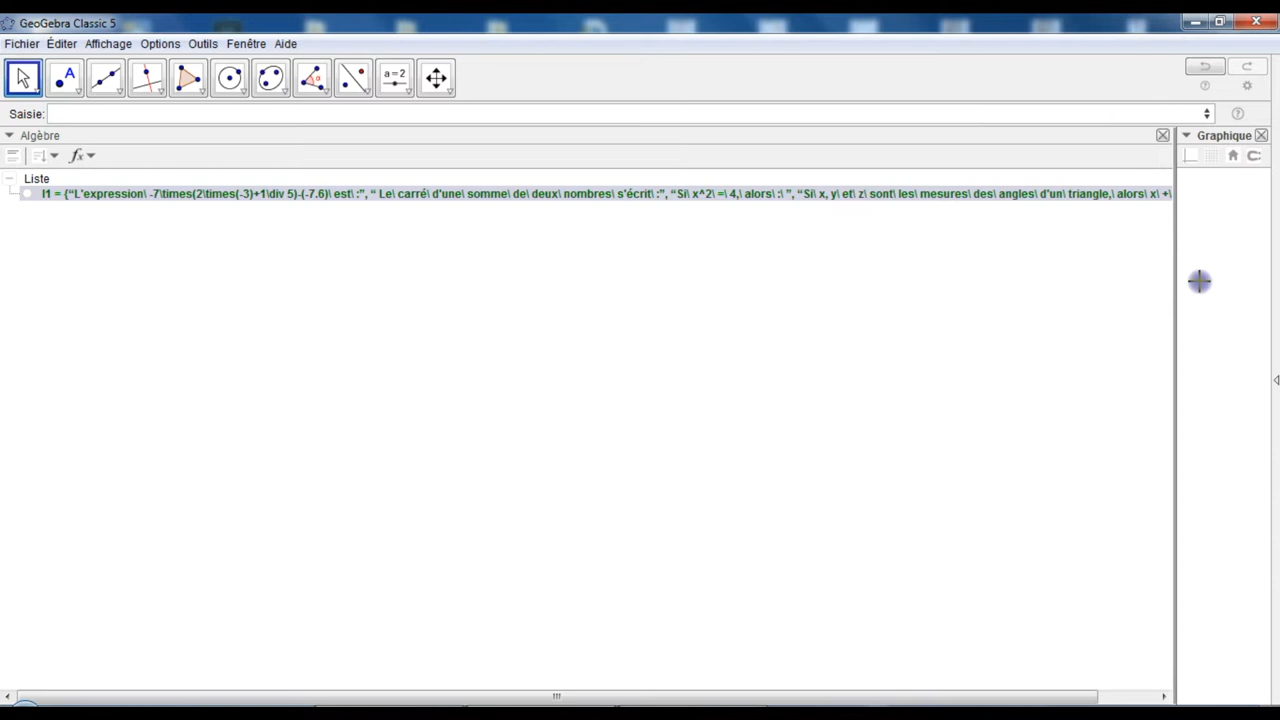 GeoGebra Classic 5
Fichier Éditer Affichage Options Outils Fenêtre Aide
A a = 2
Saisie:
Algèbre
Graphique
fx
Liste
l1 = {“L'expression\ -7\times(2\times(-3)+1\div 5)-(-7.6)\ est\ :”, “ Le\ carré\ d'une\ somme\ de\ deux\ nombres\ s'écrit\ :”, “Si\ x^2\ =\ 4,\ alors\ :\ ”, “Si\ x, y\ et\ z\ sont\ les\ mesures\ des\ angles\ d'un\ triangle,\ alors\ x\ +\